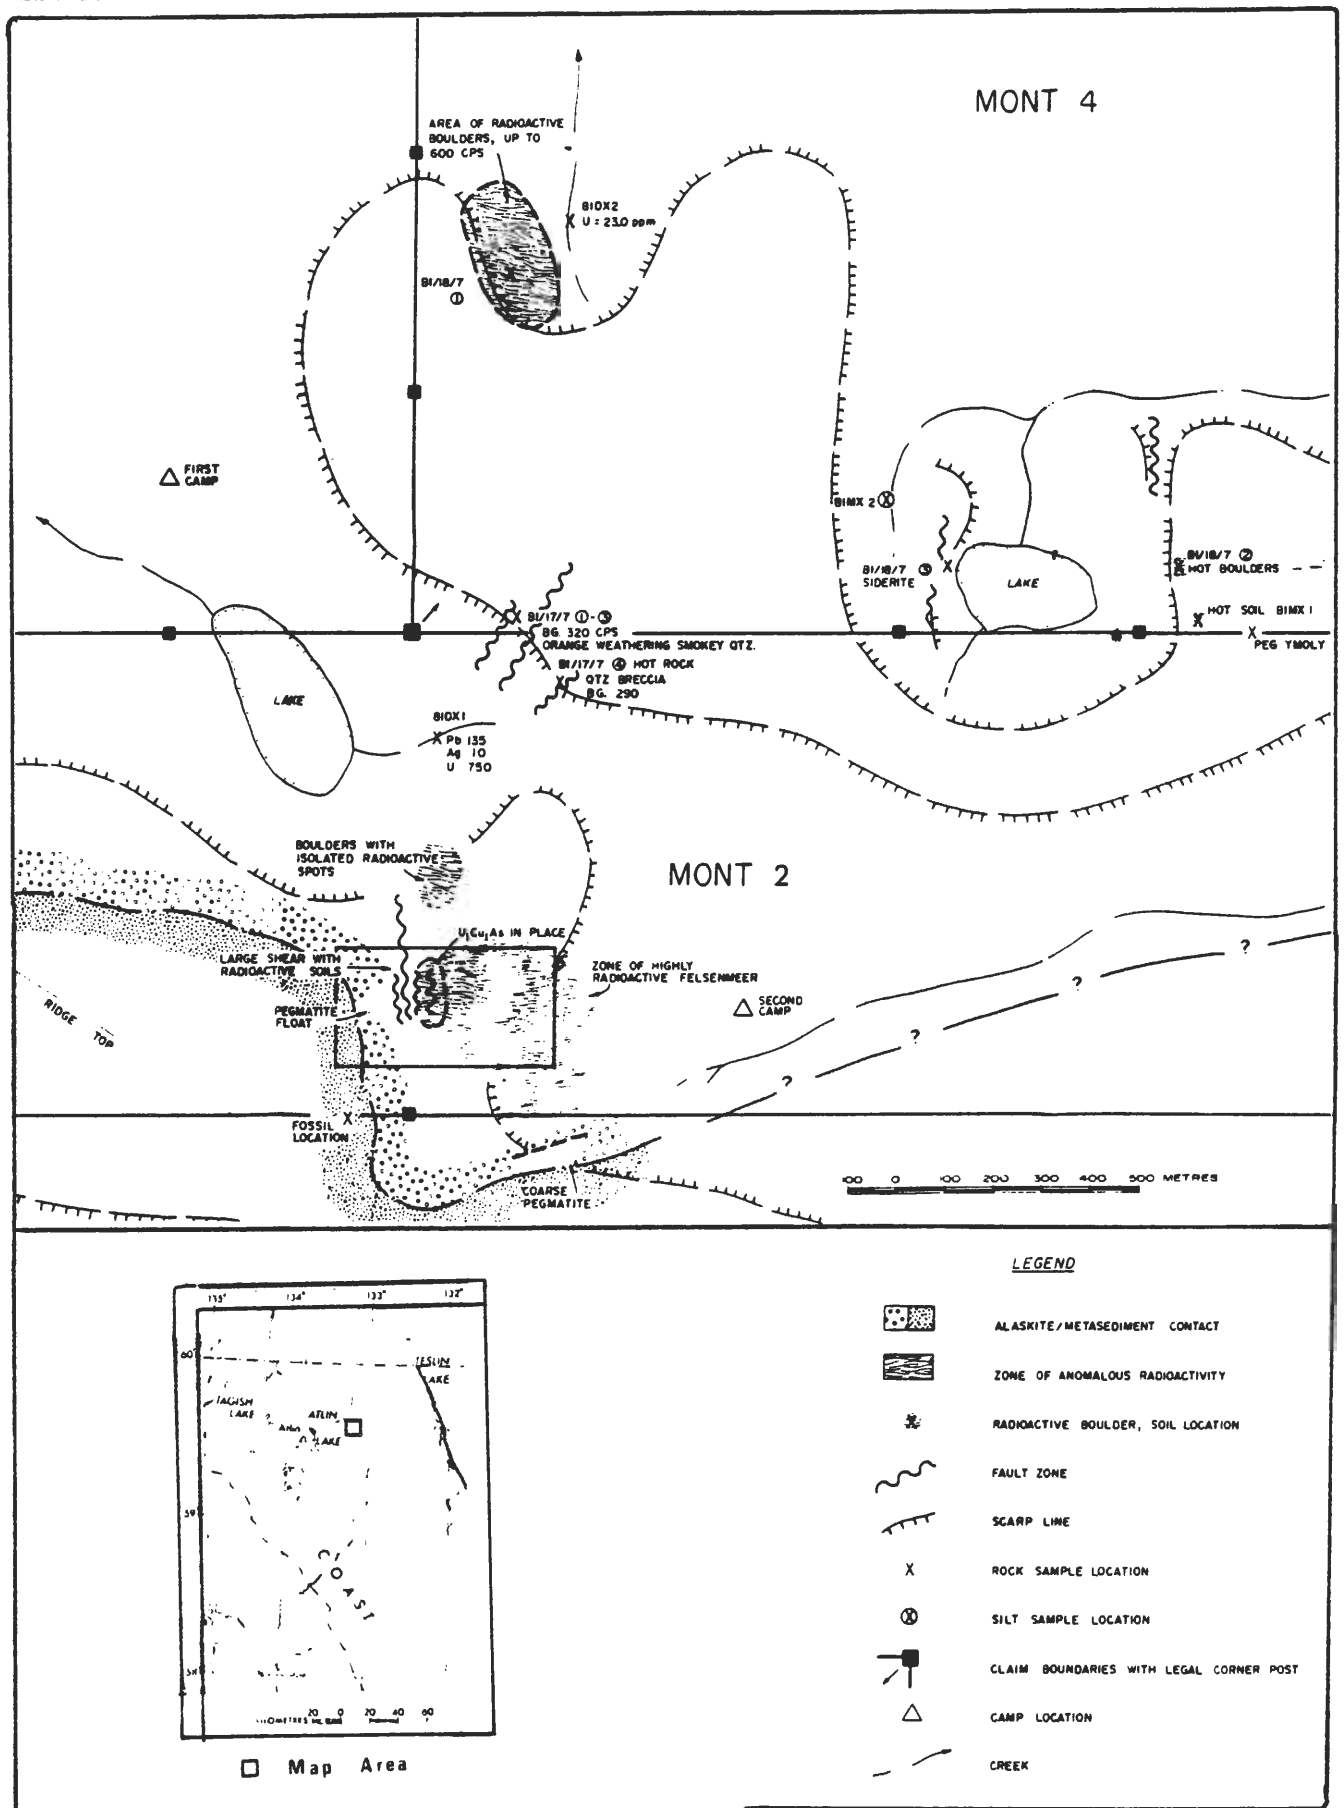 MONT 4
AREA OF RADIOACTIVE
BOULDERS, UP TO
600 CPS
81DX2
U = 23.0 ppm
81/18/7
①
FIRST
CAMP
81MX 2
81/18/7 ③
SIDERITE
LAKE
81/18/7 ②
HOT BOULDERS
HOT SOIL 81MX 1
PEG YMOLY
81/17/7 ①-③
BG. 320 CPS
ORANGE WEATHERING SMOKEY QTZ.
81/17/7 ④ HOT ROCK
QTZ BRECCIA
BG. 290
LAKE
81DX1
Pb 135
Ag 10
U 750
BOULDERS WITH
ISOLATED RADIOACTIVE
SPOTS
MONT 2
U, Cu, As IN PLACE
LARGE SHEAR WITH
RADIOACTIVE SOILS
ZONE OF HIGHLY
RADIOACTIVE FELSENMEER
PEGMATITE
FLOAT
SECOND
CAMP
RIDGE TOP
?
?
?
?
FOSSIL
LOCATION
COARSE
PEGMATITE
100 0 100 200 300 400 500 METRES
LEGEND
ALASKITE/METASEDIMENT CONTACT
ZONE OF ANOMALOUS RADIOACTIVITY
RADIOACTIVE BOULDER, SOIL LOCATION
FAULT ZONE
SCARP LINE
ROCK SAMPLE LOCATION
SILT SAMPLE LOCATION
CLAIM BOUNDARIES WITH LEGAL CORNER POST
CAMP LOCATION
CREEK
135° 134° 133° 132°
60°
TESLIN
LAKE
TAGISH
LAKE
ATLIN
Atlin
LAKE
59
COAST
58
KILOMETRES 20 0 20 40 60
Map Area